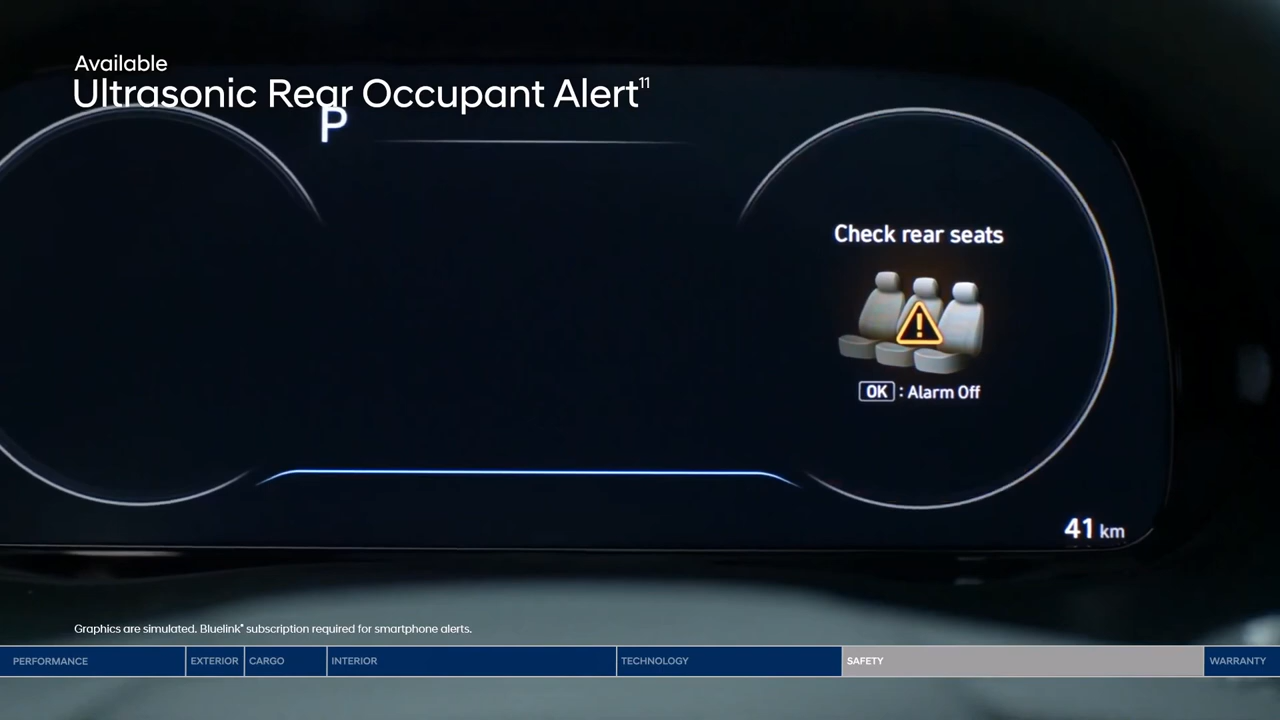 Available
Ultrasonic Rear Occupant Alert¹¹
P
Check rear seats
OK : Alarm Off
41 km
Graphics are simulated. Bluelink® subscription required for smartphone alerts.
PERFORMANCE EXTERIOR CARGO INTERIOR TECHNOLOGY SAFETY WARRANTY